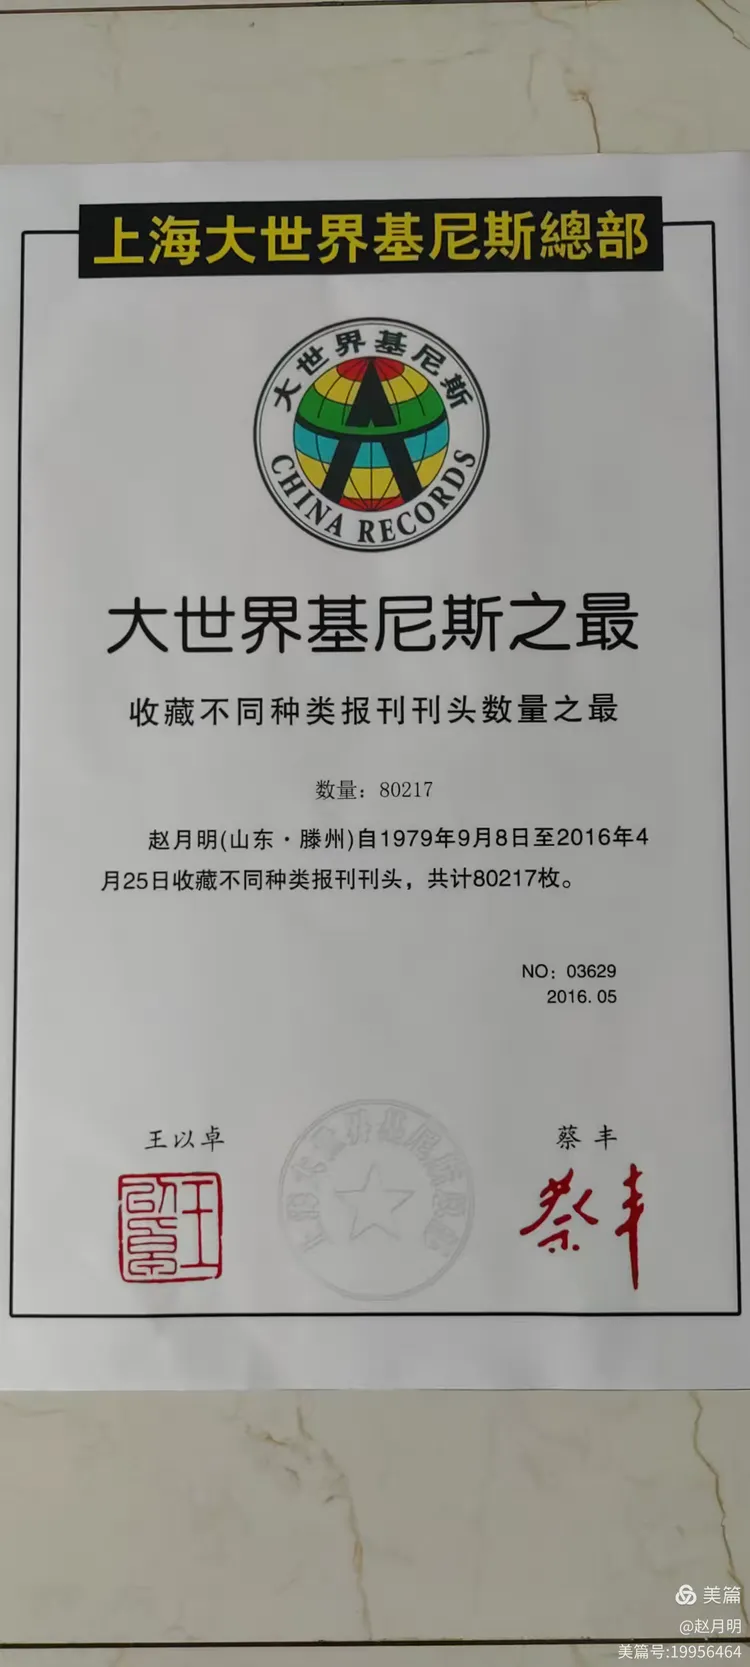 上海大世界基尼斯總部
大世界基尼斯
CHINA RECORDS
大世界基尼斯之最
收藏不同种类报刊刊头数量之最
数量：80217
赵月明(山东·滕州)自1979年9月8日至2016年4
月25日收藏不同种类报刊刊头，共计80217枚。
NO：03629
2016.05
王以卓
蔡丰
蔡丰
美篇
@赵月明
美篇号:19956464